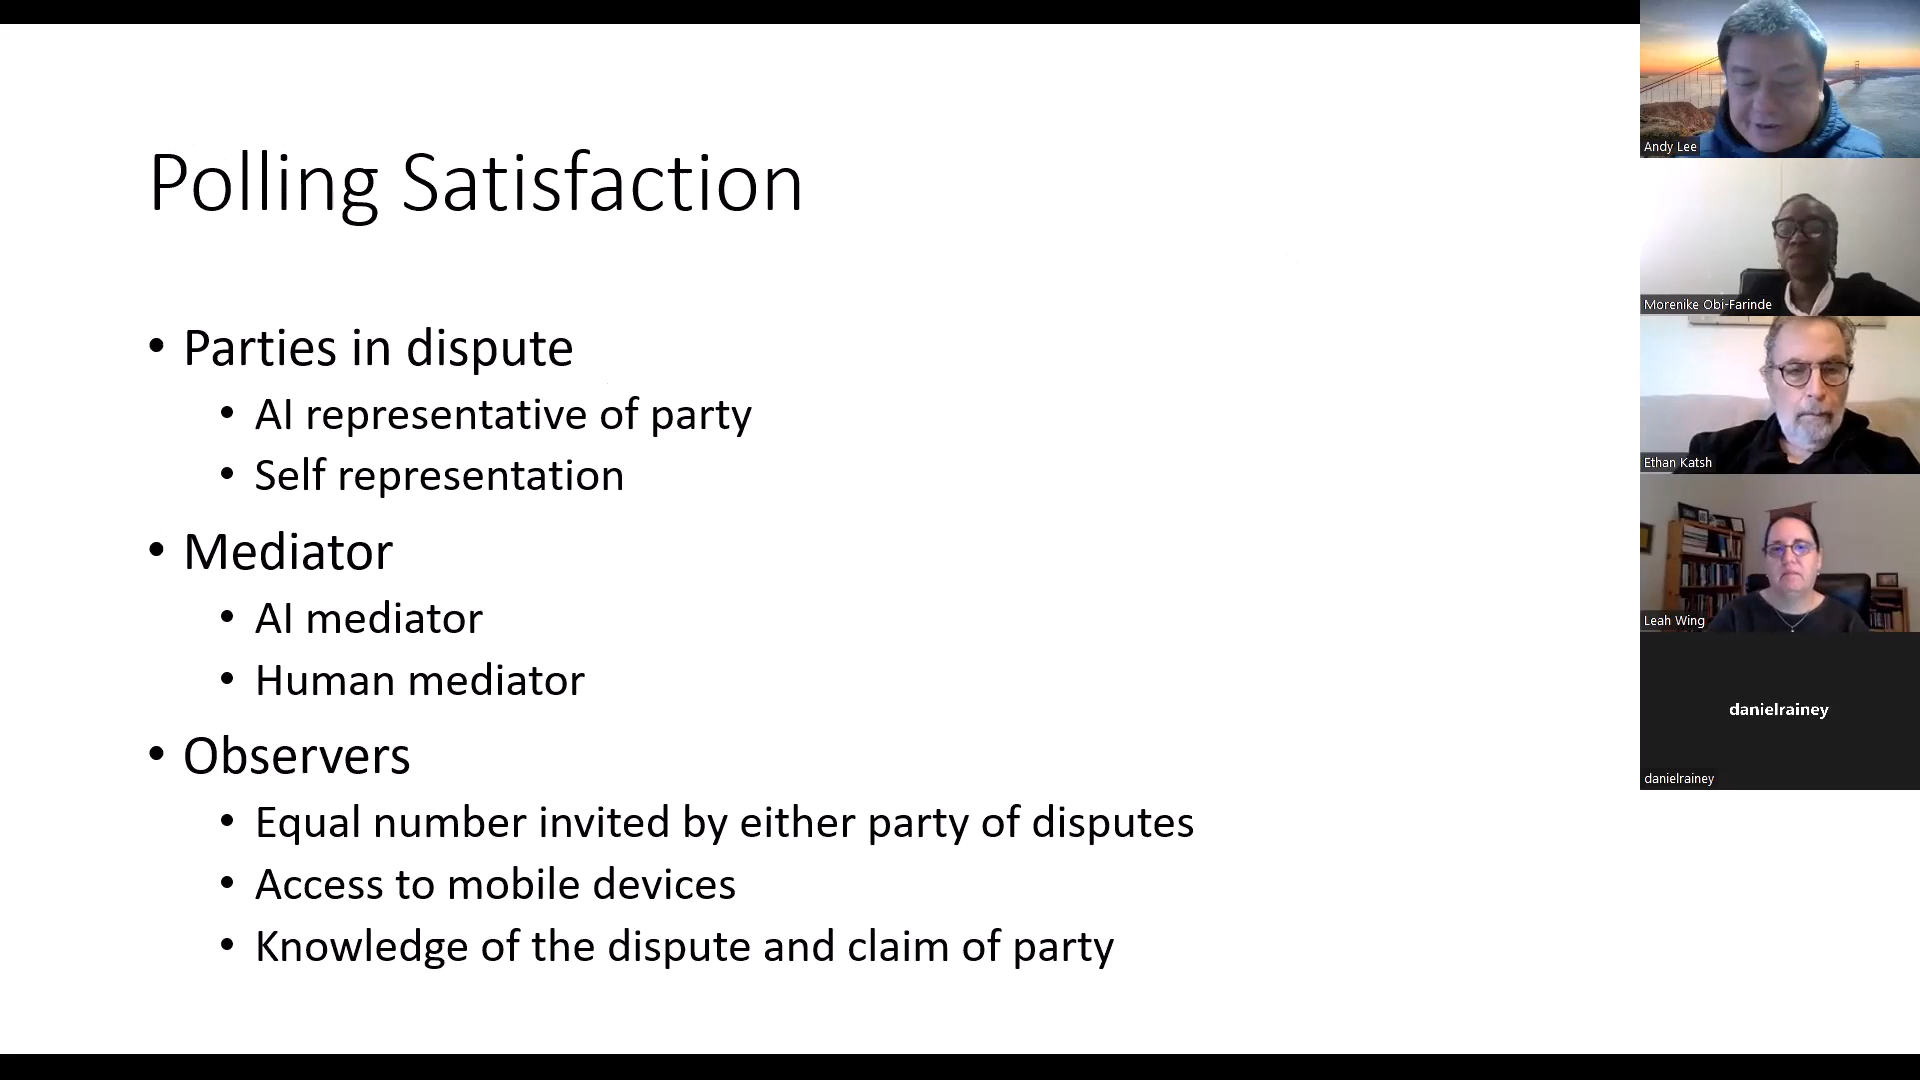 Polling Satisfaction
• Parties in dispute
• AI representative of party
• Self representation
• Mediator
• AI mediator
• Human mediator
• Observers
• Equal number invited by either party of disputes
• Access to mobile devices
• Knowledge of the dispute and claim of party
Andy Lee
Morenike Obi-Farinde
Ethan Katsh
Leah Wing
danielrainey
danielrainey